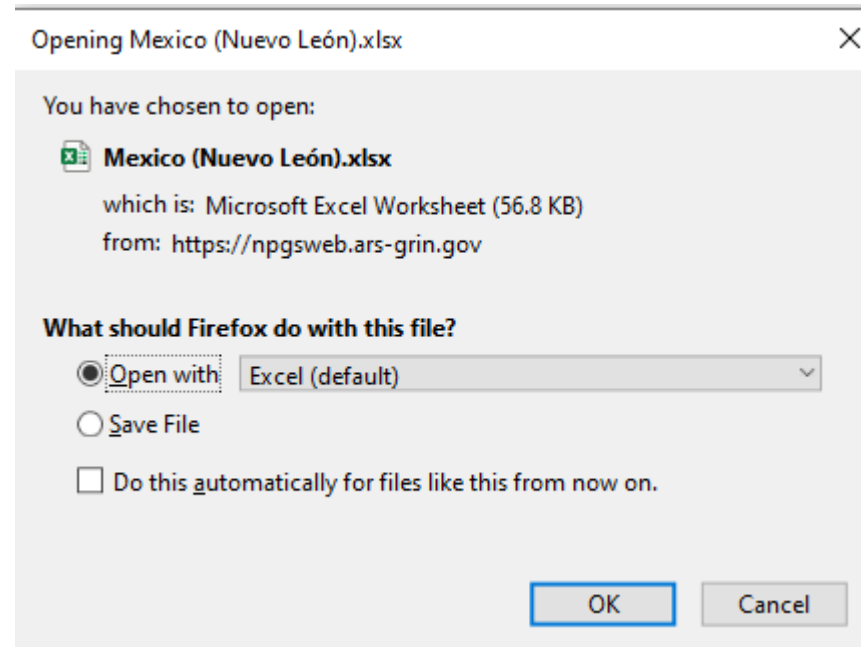 Opening Mexico (Nuevo León).xlsx
You have chosen to open:
Mexico (Nuevo León).xlsx
which is: Microsoft Excel Worksheet (56.8 KB)
from: https://npgsweb.ars-grin.gov
What should Firefox do with this file?
Open with Excel (default)
Save File
Do this automatically for files like this from now on.
OK Cancel